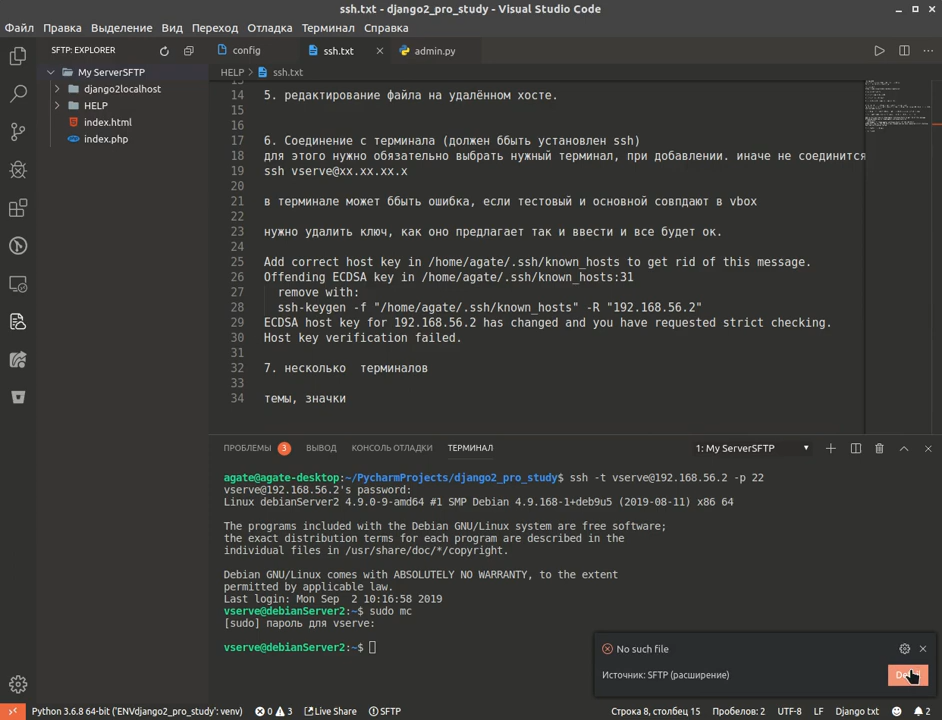 ssh.txt - django2_pro_study - Visual Studio Code
Файл Правка Выделение Вид Переход Отладка Терминал Справка
SFTP: EXPLORER
config
ssh.txt
admin.py
My ServerSFTP
HELP > ssh.txt
django2localhost
HELP
index.html
index.php
14 5. редактирование файла на удалённом хосте.
15
16
17 6. Соединение с терминала (должен ббыть установлен ssh)
18 для этого нужно обязательно выбрать нужный терминал, при добавлении. иначе не соединится
19 ssh vserve@xx.xx.xx.x
20
21 в терминале может ббыть ошибка, если тестовый и основной совпдают в vbox
22
23 нужно удалить ключ, как оно предлагает так и ввести и все будет ок.
24
25 Add correct host key in /home/agate/.ssh/known_hosts to get rid of this message.
26 Offending ECDSA key in /home/agate/.ssh/known_hosts:31
27 remove with:
28 ssh-keygen -f "/home/agate/.ssh/known_hosts" -R "192.168.56.2"
29 ECDSA host key for 192.168.56.2 has changed and you have requested strict checking.
30 Host key verification failed.
31
32 7. несколько терминалов
33
34 темы, значки
ПРОБЛЕМЫ 3 ВЫВОД КОНСОЛЬ ОТЛАДКИ ТЕРМИНАЛ 1: My ServerSFTP
agate@agate-desktop:~/PycharmProjects/django2_pro_study$ ssh -t vserve@192.168.56.2 -p 22
vserve@192.168.56.2's password:
Linux debianServer2 4.9.0-9-amd64 #1 SMP Debian 4.9.168-1+deb9u5 (2019-08-11) x86 64
The programs included with the Debian GNU/Linux system are free software;
the exact distribution terms for each program are described in the
individual files in /usr/share/doc/*/copyright.
Debian GNU/Linux comes with ABSOLUTELY NO WARRANTY, to the extent
permitted by applicable law.
Last login: Mon Sep 2 10:16:58 2019
vserve@debianServer2:~$ sudo mc
[sudo] пароль для vserve:
vserve@debianServer2:~$
No such file
Источник: SFTP (расширение)
Python 3.6.8 64-bit ('ENVdjango2_pro_study': venv) 0 3 Live Share SFTP Строка 8, столбец 15 Пробелов: 2 UTF-8 LF Django txt 2